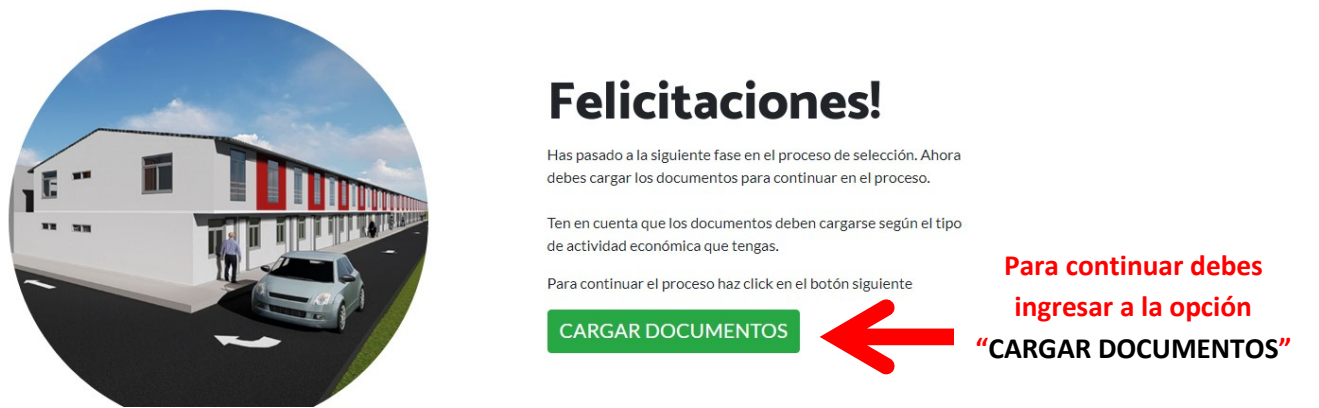 Felicitaciones!
Has pasado a la siguiente fase en el proceso de selección. Ahora
debes cargar los documentos para continuar en el proceso.
Ten en cuenta que los documentos deben cargarse según el tipo
de actividad económica que tengas.
Para continuar el proceso haz click en el botón siguiente
CARGAR DOCUMENTOS
Para continuar debes
ingresar a la opción
“CARGAR DOCUMENTOS”